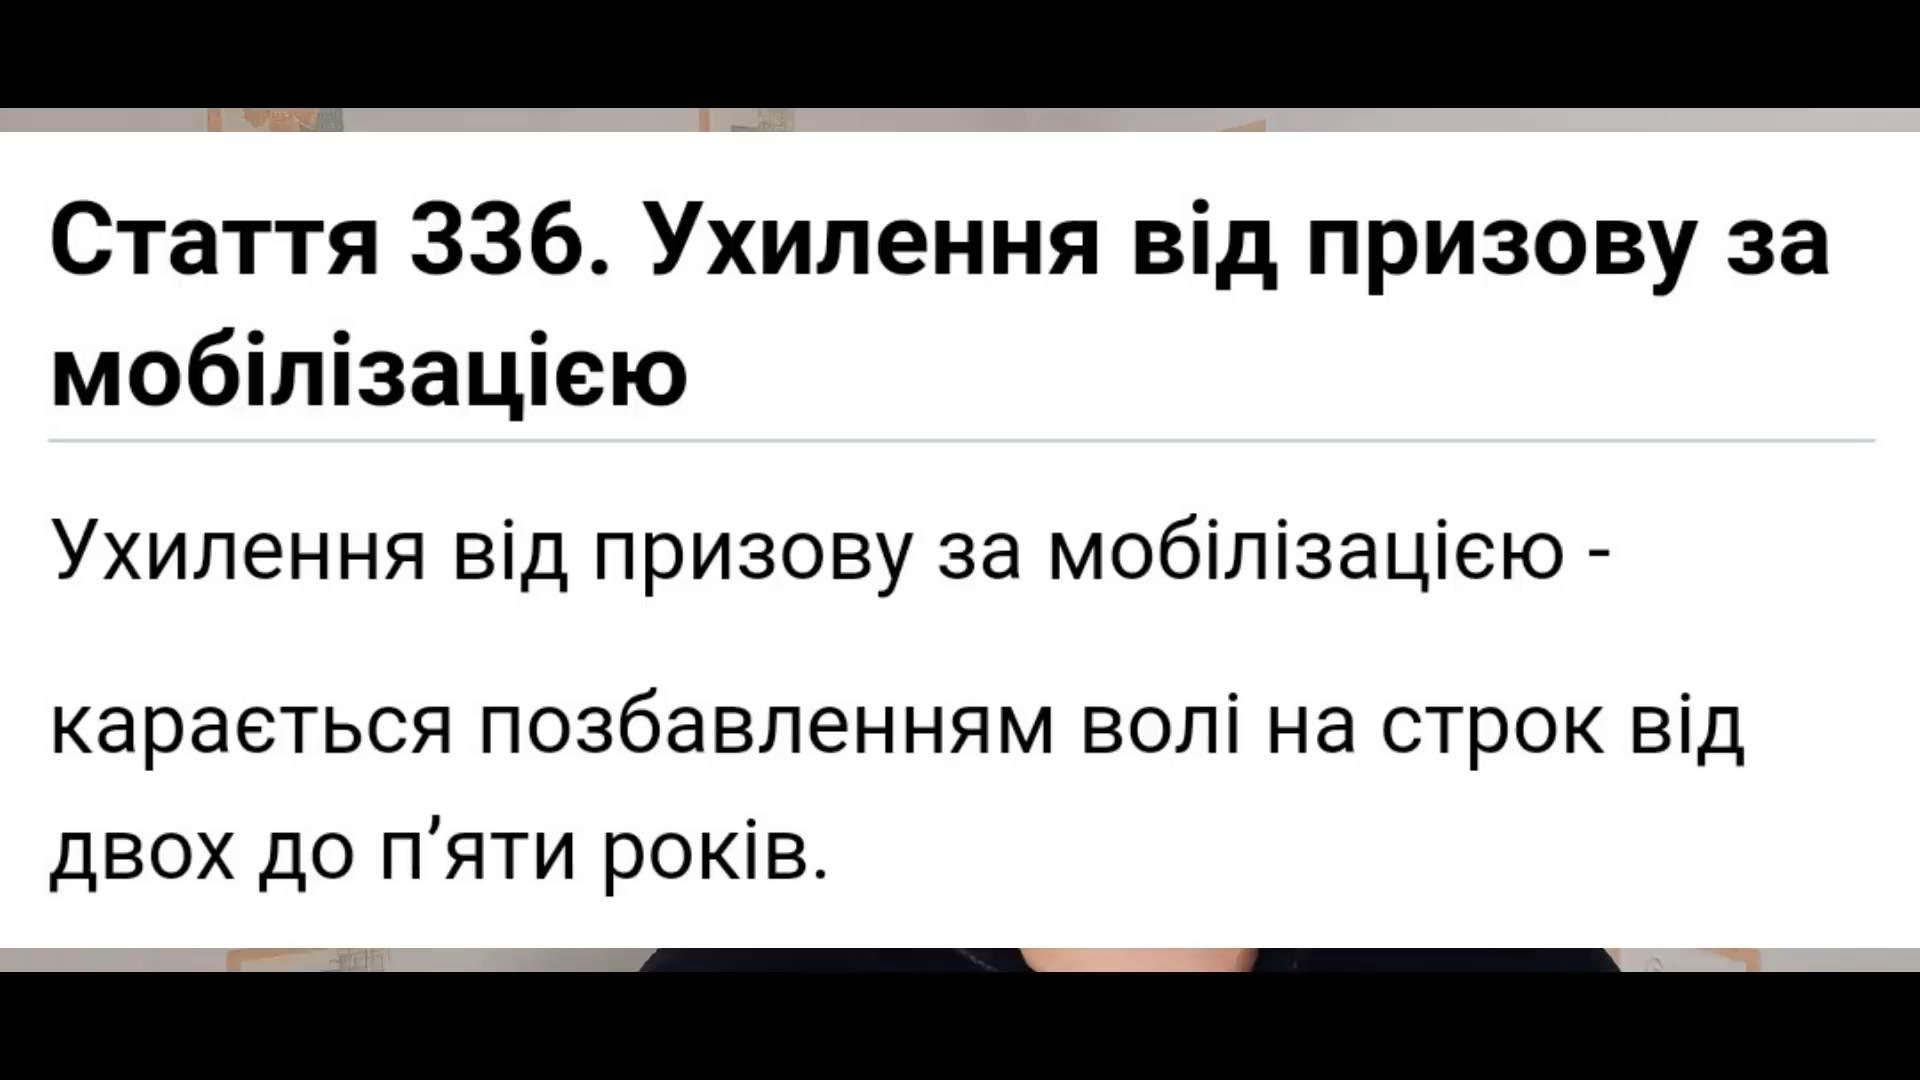 Стаття 336. Ухилення від призову за
мобілізацією
Ухилення від призову за мобілізацією -
карається позбавленням волі на строк від
двох до п’яти років.